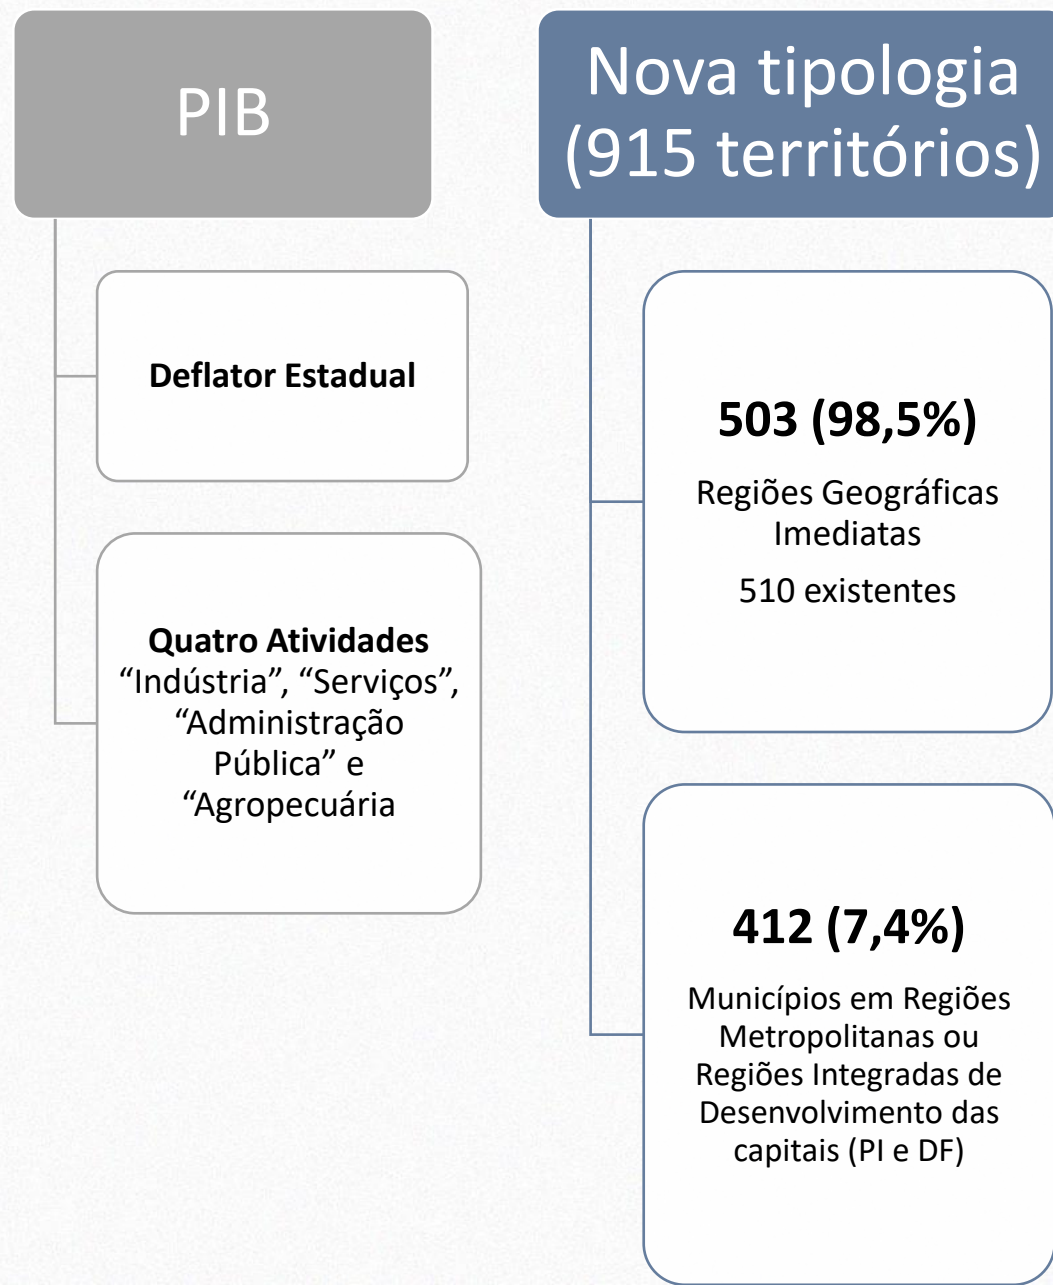 PIB
Deflator Estadual
Quatro Atividades
“Indústria”, “Serviços”,
“Administração
Pública” e
“Agropecuária
Nova tipologia
(915 territórios)
503 (98,5%)
Regiões Geográficas
Imediatas
510 existentes
412 (7,4%)
Municípios em Regiões
Metropolitanas ou
Regiões Integradas de
Desenvolvimento das
capitais (PI e DF)